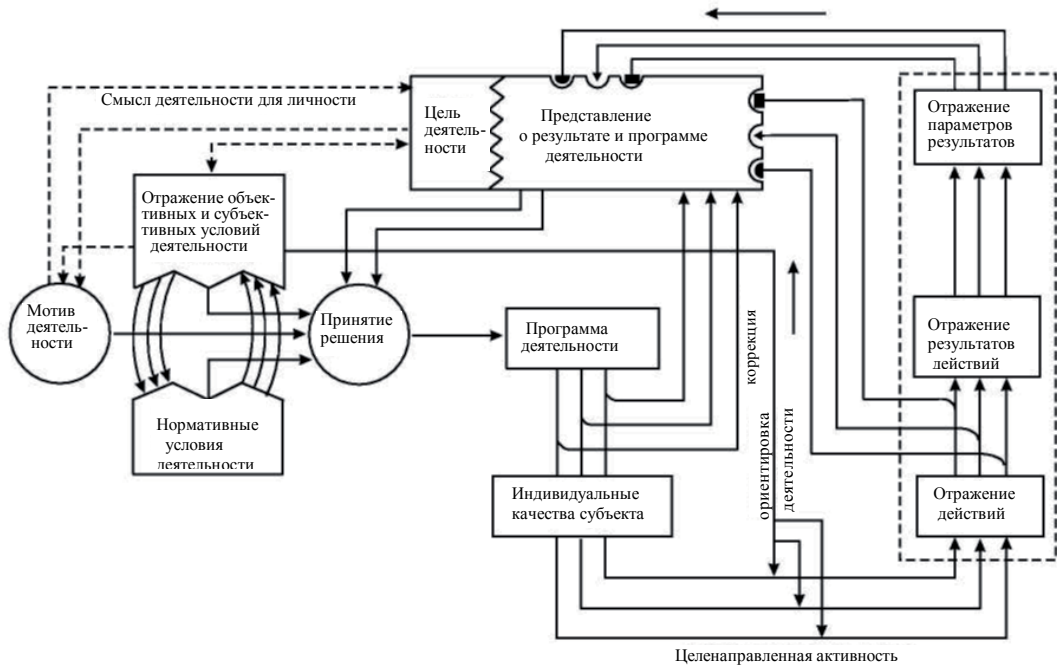 Смысл деятельности для личности
Цель
деятель-
ности
Представление
о результате и программе
деятельности
Отражение
параметров
результатов
Отражение объек-
тивных и субъек-
тивных условий
деятельности
Мотив
деятель-
ности
Принятие
решения
Программа
деятельности
Отражение
результатов
действий
коррекция
Нормативные
условия
деятельности
ориентировка
деятельности
Индивидуальные
качества субъекта
Отражение
действий
Целенаправленная активность